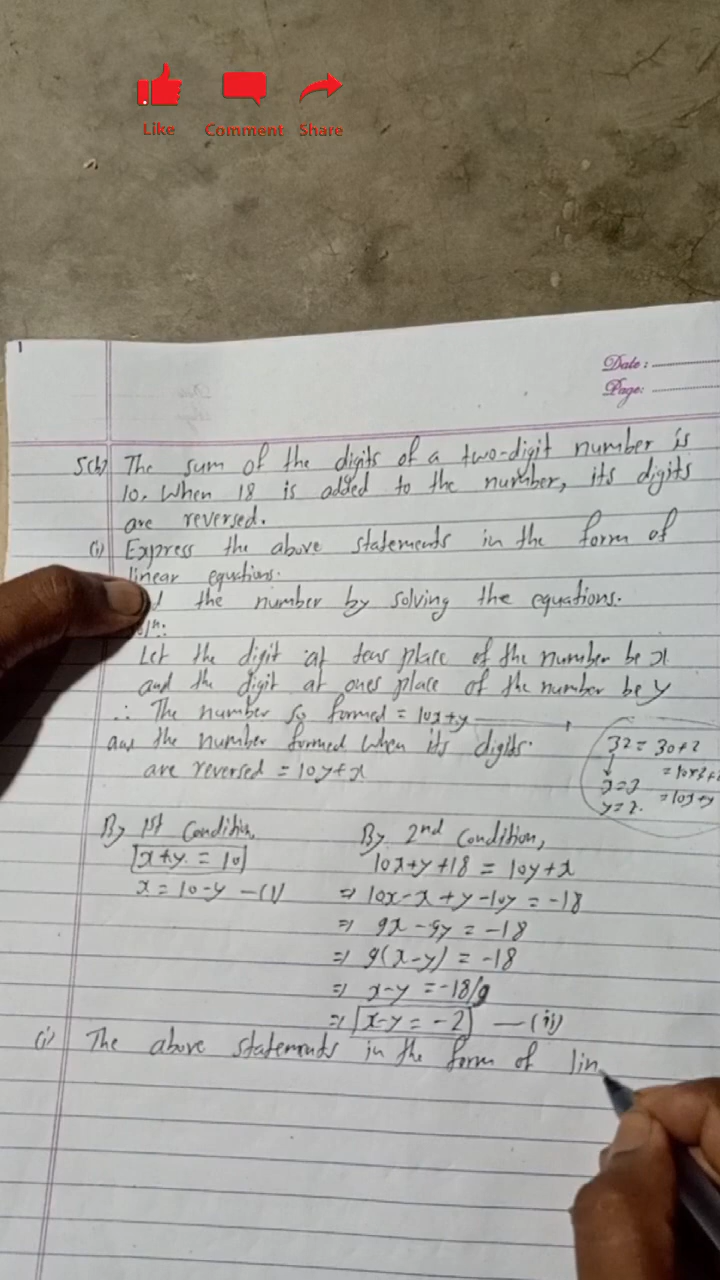 Like Comment Share
Date:
Page:
5(b) The sum of the digits of a two-digit number is
10. When 18 is added to the number, its digits
are reversed.
(i) Express the above statements in the form of
linear equations.
the number by solving the equations.
Let the digit at tens place of the number be x
and the digit at ones place of the number be y
∴ The number so formed = 10x+y
and the number formed when its digits.
are reversed = 10y+x
32 = 30+2
= 10×3+2
x=3
= 10x+y
y=2.
By 1st Condition,
x+y = 10
x = 10-y —(i)
By 2nd Condition,
10x+y+18 = 10y+x
⇒ 10x-x+y-10y = -18
⇒ 9x-9y = -18
⇒ 9(x-y) = -18
⇒ x-y = -18/9
⇒ x-y = -2 —(ii)
(i) The above statements in the form of lin